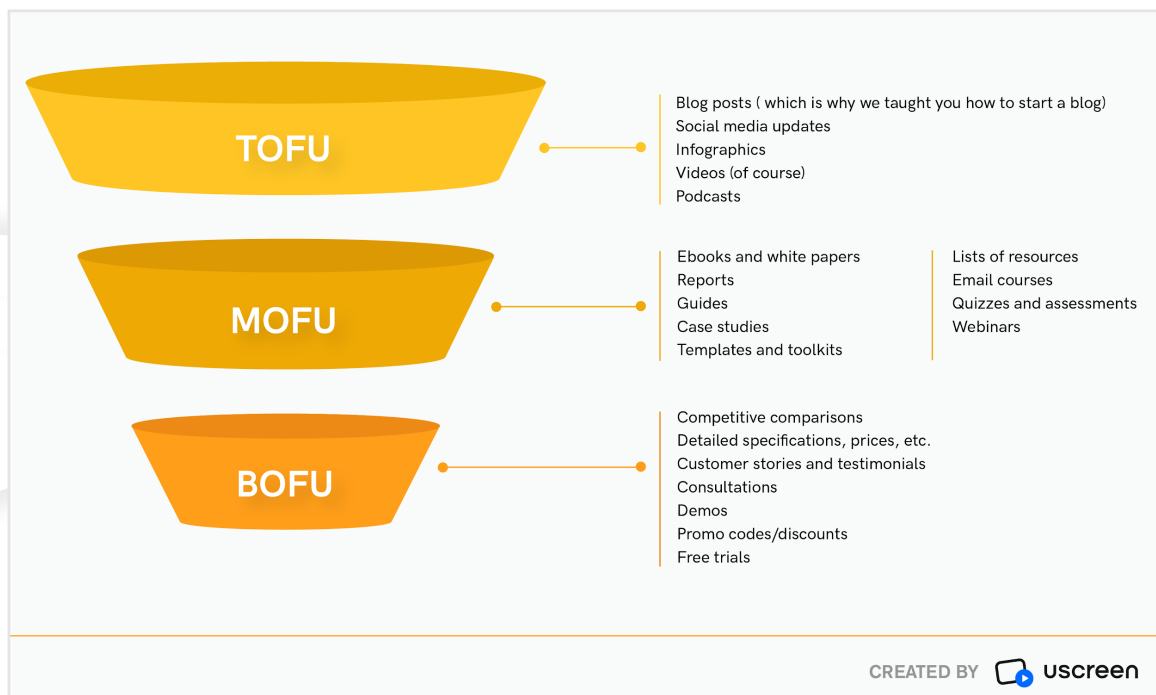 TOFU
Blog posts ( which is why we taught you how to start a blog)
Social media updates
Infographics
Videos (of course)
Podcasts
MOFU
Ebooks and white papers
Reports
Guides
Case studies
Templates and toolkits
Lists of resources
Email courses
Quizzes and assessments
Webinars
BOFU
Competitive comparisons
Detailed specifications, prices, etc.
Customer stories and testimonials
Consultations
Demos
Promo codes/discounts
Free trials
CREATED BY uscreen